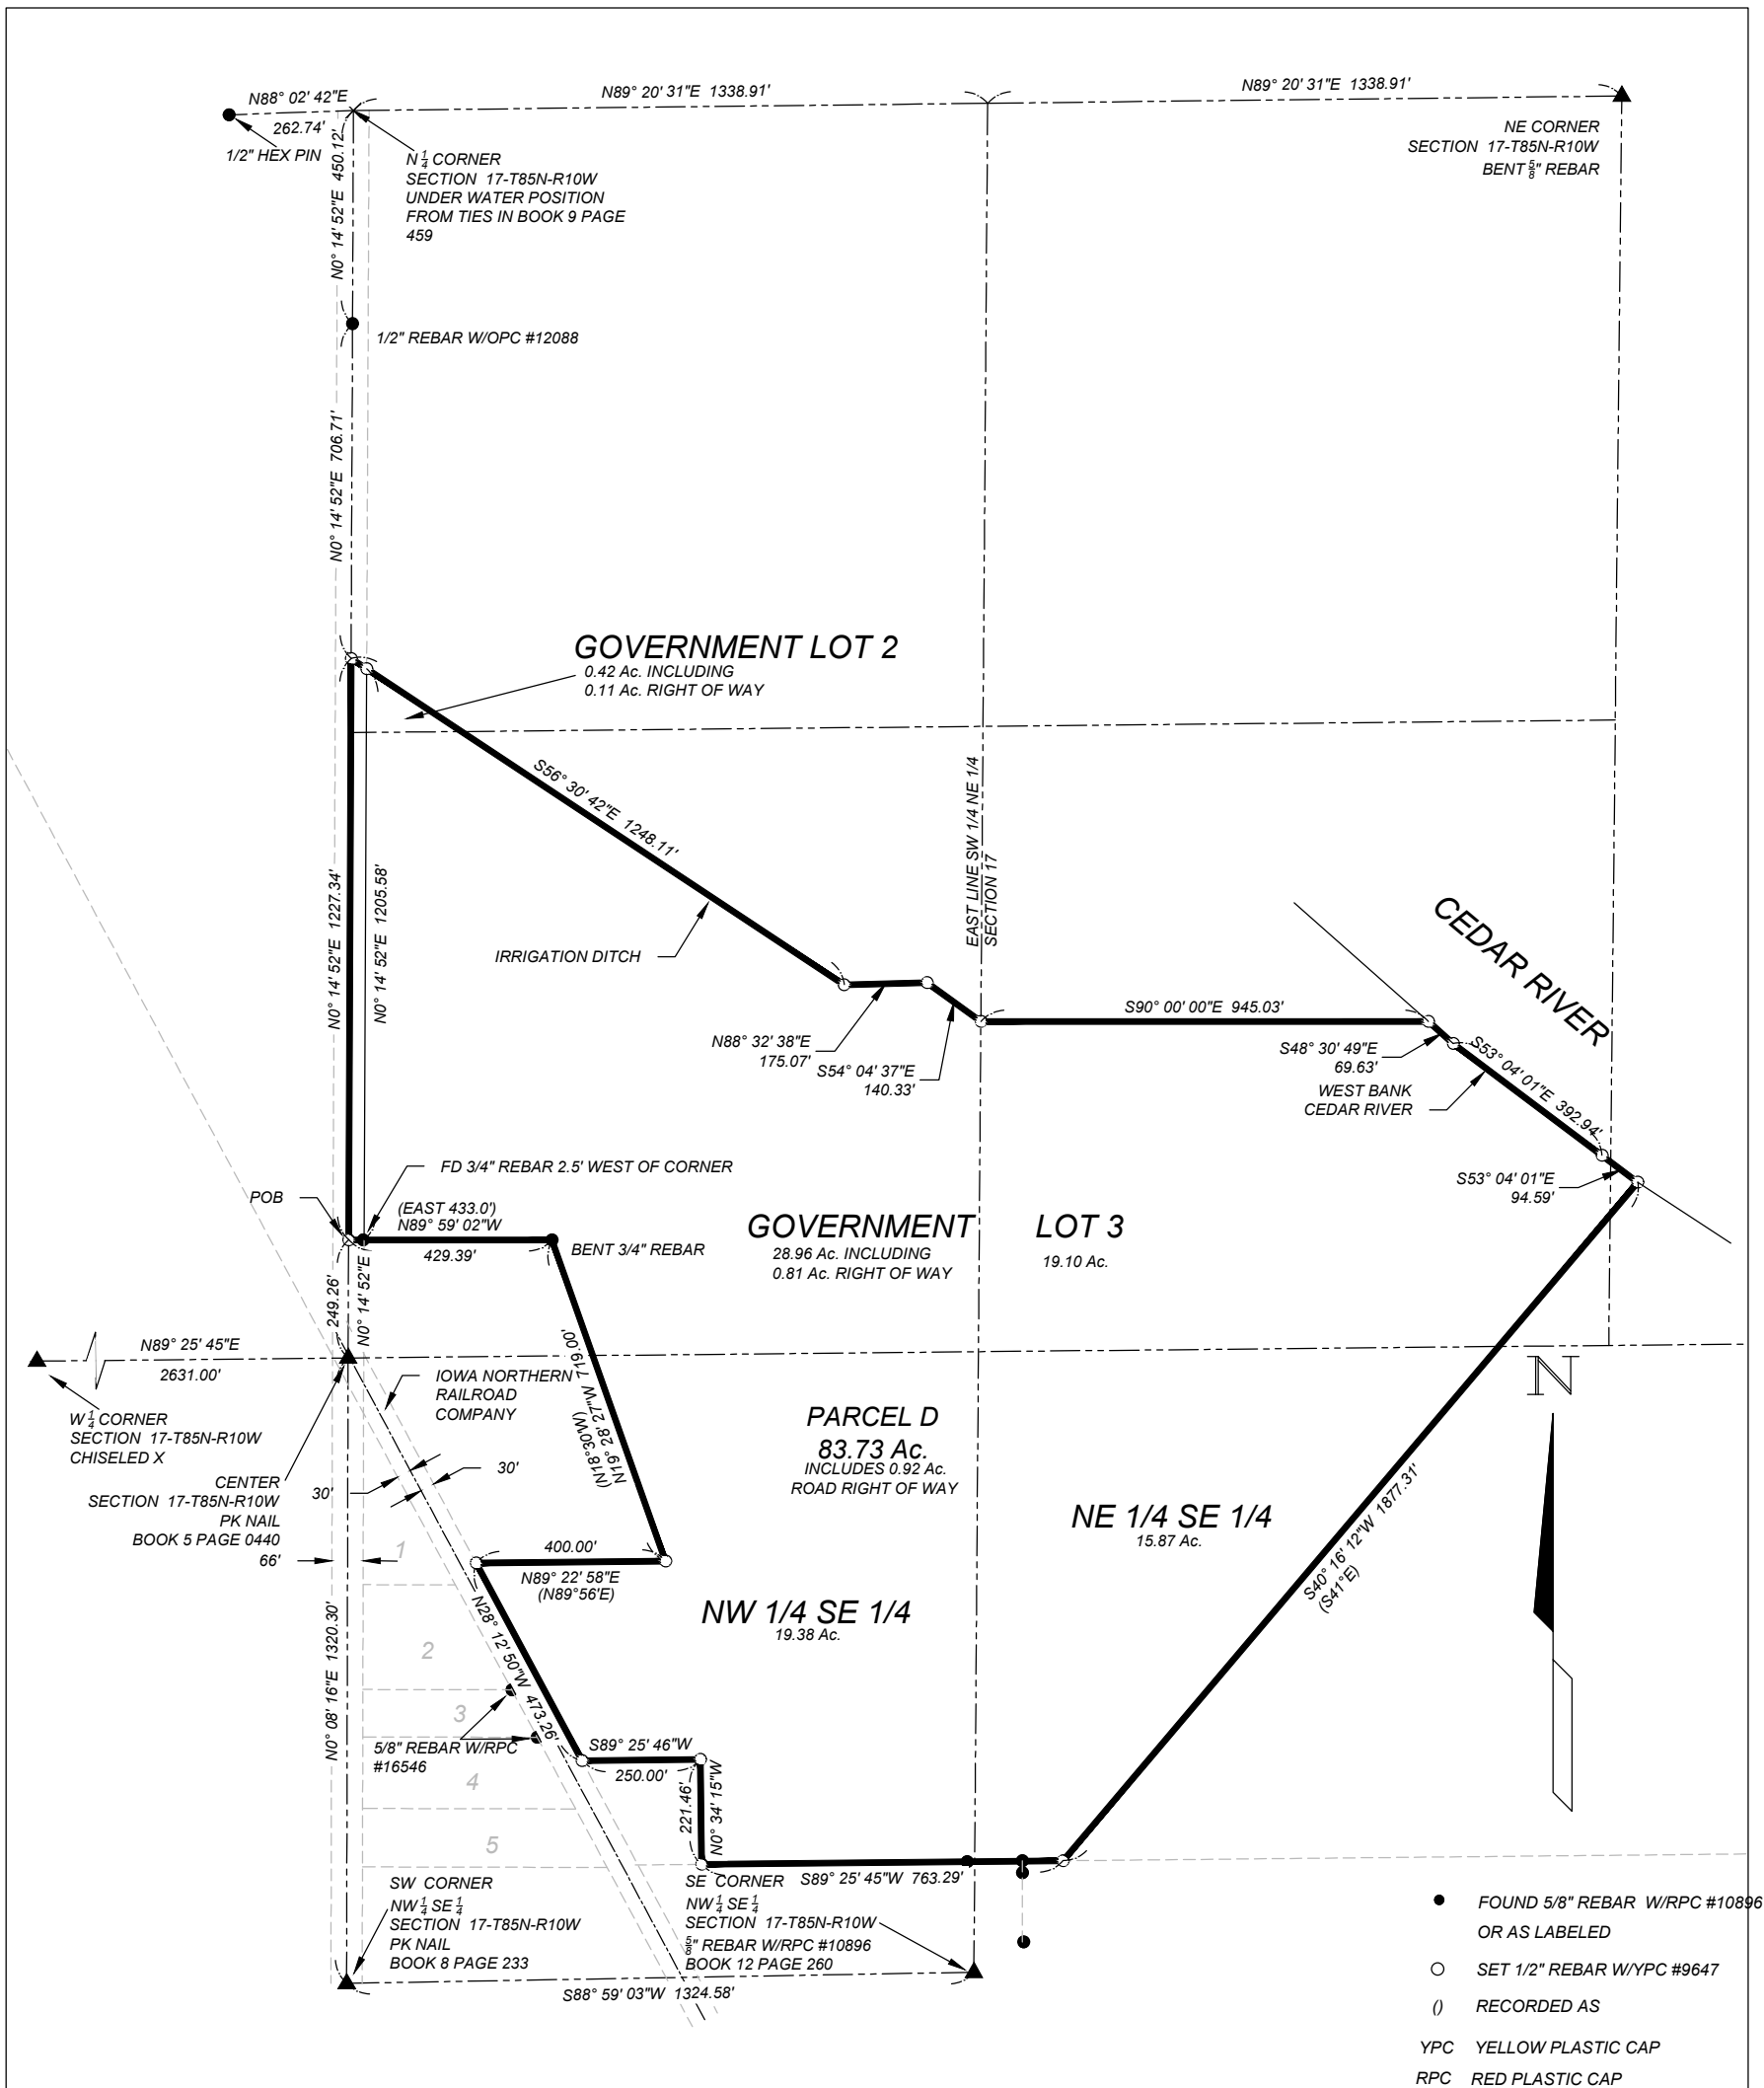 N88° 02' 42"E
262.74'
1/2" HEX PIN
N89° 20' 31"E 1338.91'
N89° 20' 31"E 1338.91'
NE CORNER
SECTION 17-T85N-R10W
BENT 5/8" REBAR
N0° 14' 52"E 450.12'
N 1/4 CORNER
SECTION 17-T85N-R10W
UNDER WATER POSITION
FROM TIES IN BOOK 9 PAGE
459
1/2" REBAR W/OPC #12088
N0° 14' 52"E 706.71'
GOVERNMENT LOT 2
0.42 Ac. INCLUDING
0.11 Ac. RIGHT OF WAY
S56° 30' 42"E 1248.11'
EAST LINE SW 1/4 NE 1/4
SECTION 17
N0° 14' 52"E 1227.34'
N0° 14' 52"E 1205.58'
IRRIGATION DITCH
CEDAR RIVER
N88° 32' 38"E
175.07'
S54° 04' 37"E
140.33'
S90° 00' 00"E 945.03'
S48° 30' 49"E
69.63'
S53° 04' 01"E 392.94'
WEST BANK
CEDAR RIVER
S53° 04' 01"E
94.59'
FD 3/4" REBAR 2.5' WEST OF CORNER
POB
(EAST 433.0')
N89° 59' 02"W
429.39'
BENT 3/4" REBAR
GOVERNMENT LOT 3
28.96 Ac. INCLUDING
0.81 Ac. RIGHT OF WAY
19.10 Ac.
249.26'
N0° 14' 52"E
N89° 25' 45"E
2631.00'
W 1/4 CORNER
SECTION 17-T85N-R10W
CHISELED X
IOWA NORTHERN
RAILROAD
COMPANY
N19° 28' 27"W 719.00'
(N18°30'W)
PARCEL D
83.73 Ac.
INCLUDES 0.92 Ac.
ROAD RIGHT OF WAY
N
CENTER
SECTION 17-T85N-R10W
PK NAIL
BOOK 5 PAGE 0440
66'
30'
30'
1
400.00'
N89° 22' 58"E
(N89°56'E)
NE 1/4 SE 1/4
15.87 Ac.
S40° 16' 12"W 1877.31'
(S41°E)
NW 1/4 SE 1/4
19.38 Ac.
N28° 12' 50"W 473.26'
2
3
N0° 08' 16"E 1320.30'
5/8" REBAR W/RPC
#16546
4
5
S89° 25' 46"W
250.00'
221.46'
N0° 34' 15"W
S89° 25' 45"W 763.29'
SW CORNER
NW 1/4 SE 1/4
SECTION 17-T85N-R10W
PK NAIL
BOOK 8 PAGE 233
SE CORNER
NW 1/4 SE 1/4
SECTION 17-T85N-R10W
5/8" REBAR W/RPC #10896
BOOK 12 PAGE 260
S88° 59' 03"W 1324.58'
FOUND 5/8" REBAR W/RPC #10896
OR AS LABELED
SET 1/2" REBAR W/YPC #9647
() RECORDED AS
YPC YELLOW PLASTIC CAP
RPC RED PLASTIC CAP